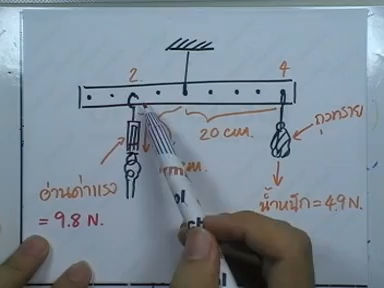 2.
4
20 cm.
ถุงทราย
อ่านค่าแรง
= 9.8 N.
น้ำหนัก = 4.9 N.